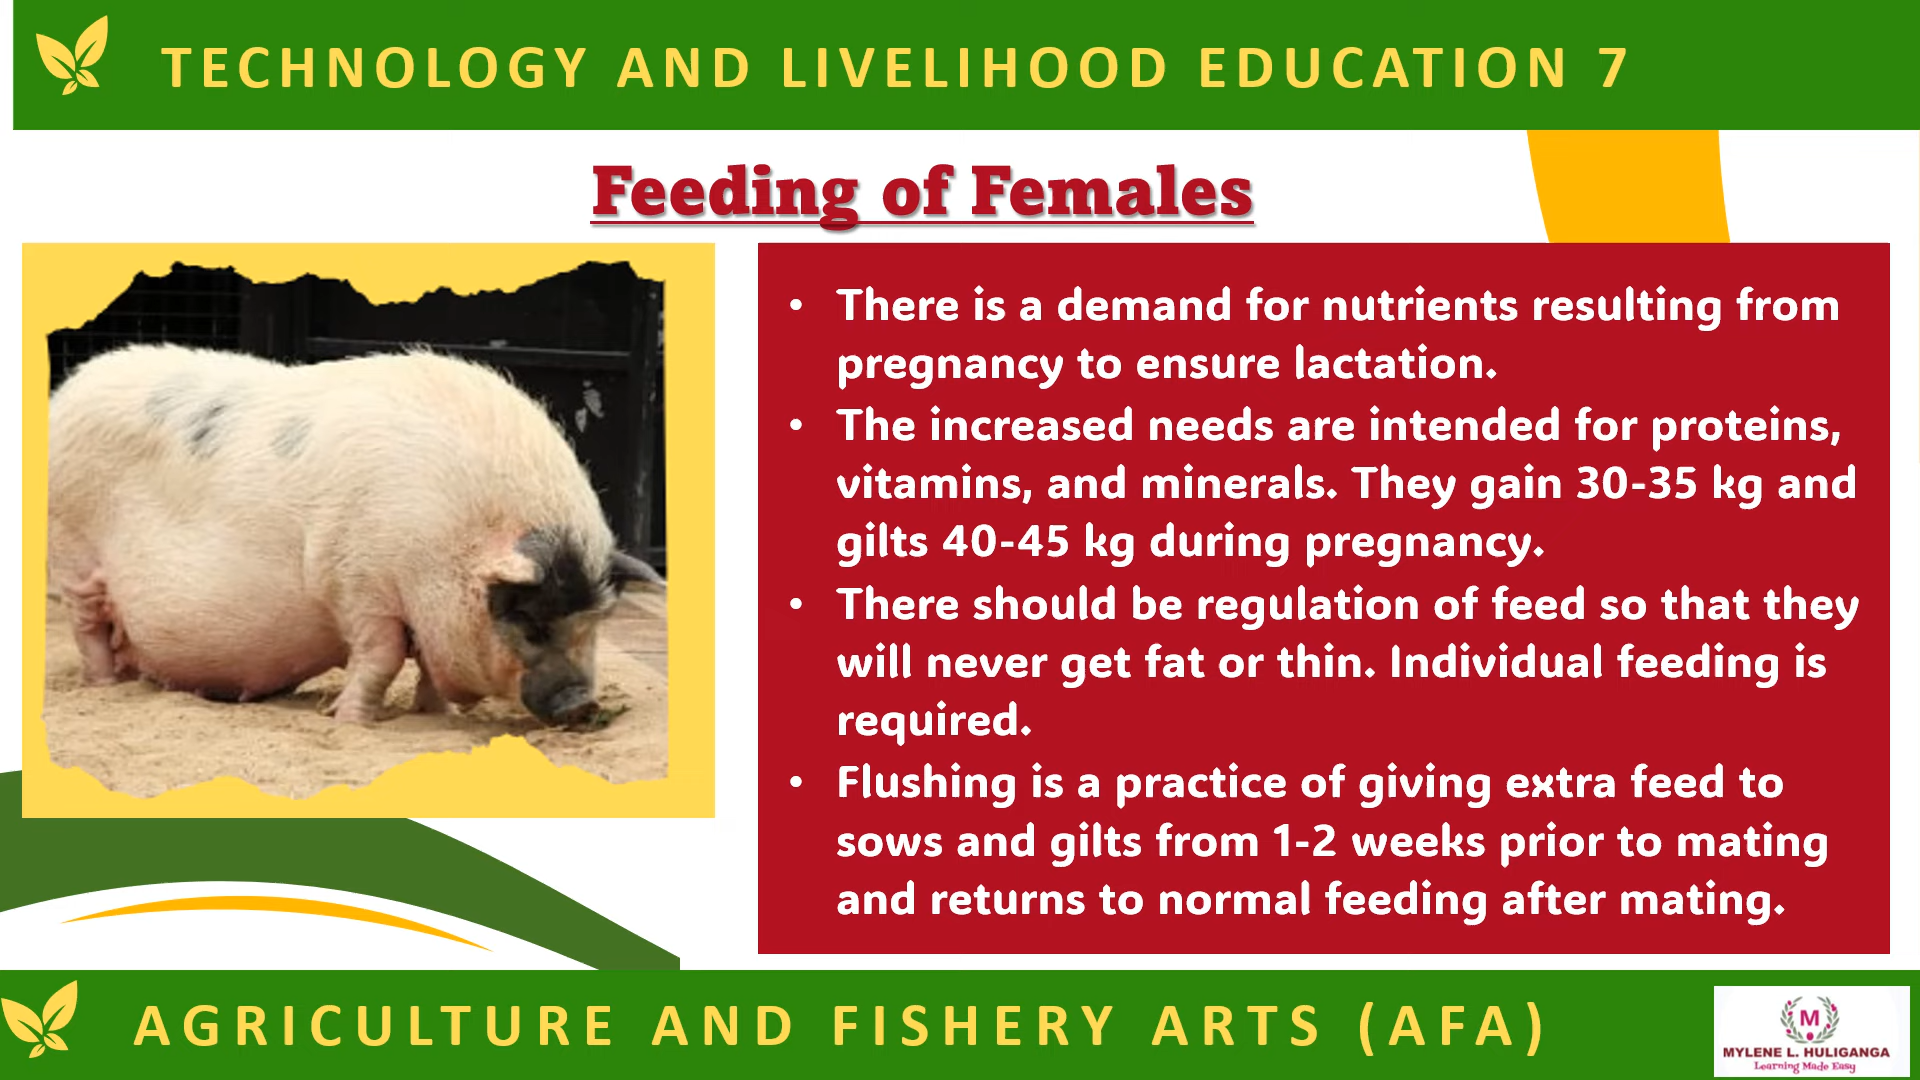 TECHNOLOGY AND LIVELIHOOD EDUCATION 7
Feeding of Females
• There is a demand for nutrients resulting from
pregnancy to ensure lactation.
• The increased needs are intended for proteins,
vitamins, and minerals. They gain 30-35 kg and
gilts 40-45 kg during pregnancy.
• There should be regulation of feed so that they
will never get fat or thin. Individual feeding is
required.
• Flushing is a practice of giving extra feed to
sows and gilts from 1-2 weeks prior to mating
and returns to normal feeding after mating.
AGRICULTURE AND FISHERY ARTS (AFA)
M
MYLENE L. HULIGANGA
Learning Made Easy